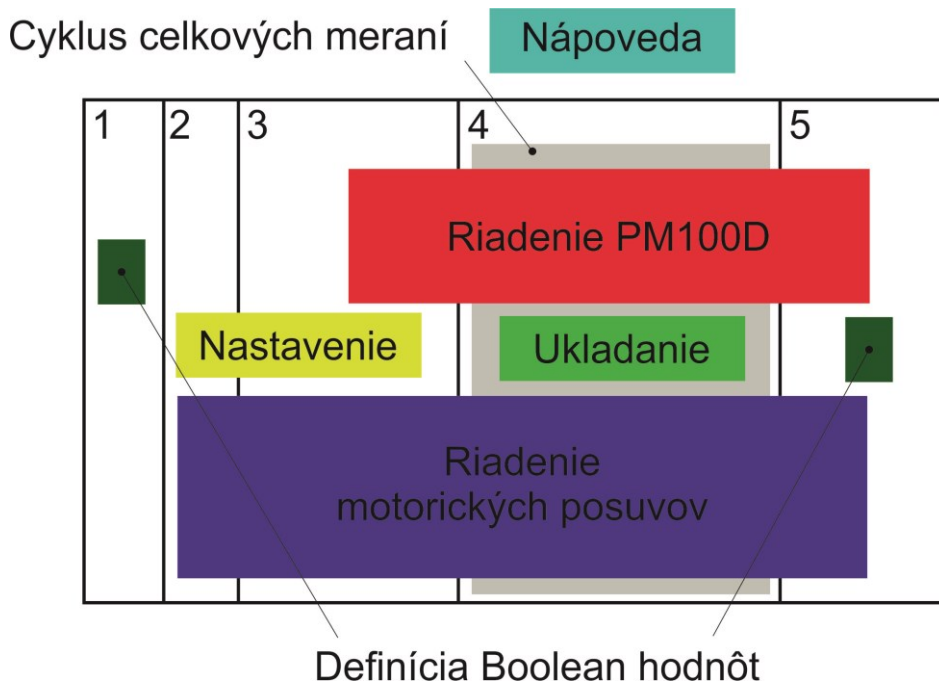 Cyklus celkových meraní
Nápoveda
1 2 3 4 5
Riadenie PM100D
Nastavenie
Ukladanie
Riadenie
motorických posuvov
Definícia Boolean hodnôt